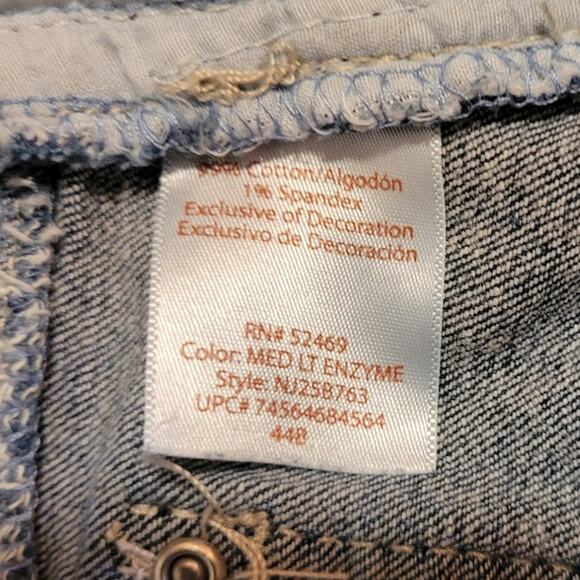 Cotton/Algodón
1% Spandex
Exclusive of Decoration
Exclusivo de Decoración
RN# 52469
Color: MED LT ENZYME
Style: NJ258763
UPC# 74564684564
448